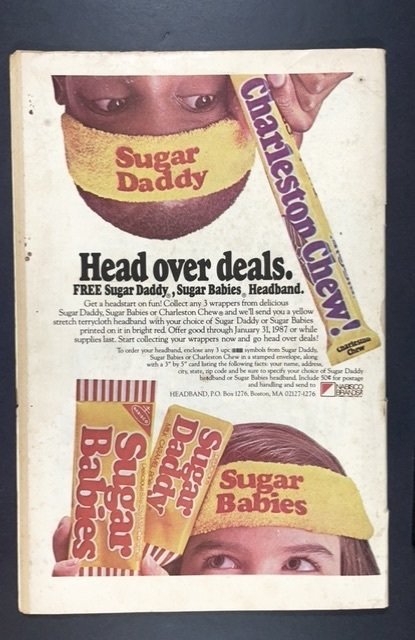 Sugar
Daddy
Charleston Chew!
Charleston
Chew
Head over deals.
FREE Sugar Daddy®, Sugar Babies® Headband.
Get a headstart on fun! Collect any 3 wrappers from delicious
Sugar Daddy, Sugar Babies or Charleston Chew® and we'll send you a yellow
stretch terrycloth headband with your choice of Sugar Daddy or Sugar Babies
printed on it in bright red. Offer good through January 31, 1987 or while
supplies last. Start collecting your wrappers now and go head over deals!
To order your headband, enclose any 3 upc symbols from Sugar Daddy,
Sugar Babies or Charleston Chew in a stamped envelope, along
with a 3" by 5" card listing the following facts: your name, address,
city, state, zip code and be sure to specify your choice of Sugar Daddy
headband or Sugar Babies headband. Include 50¢ for postage
and handling and send to
HEADBAND, P.O. Box 1276, Boston, MA 02127-1276
NABISCO
BRANDS
NABISCO
Sugar
Babies
Sugar
Daddy
Sugar
Babies